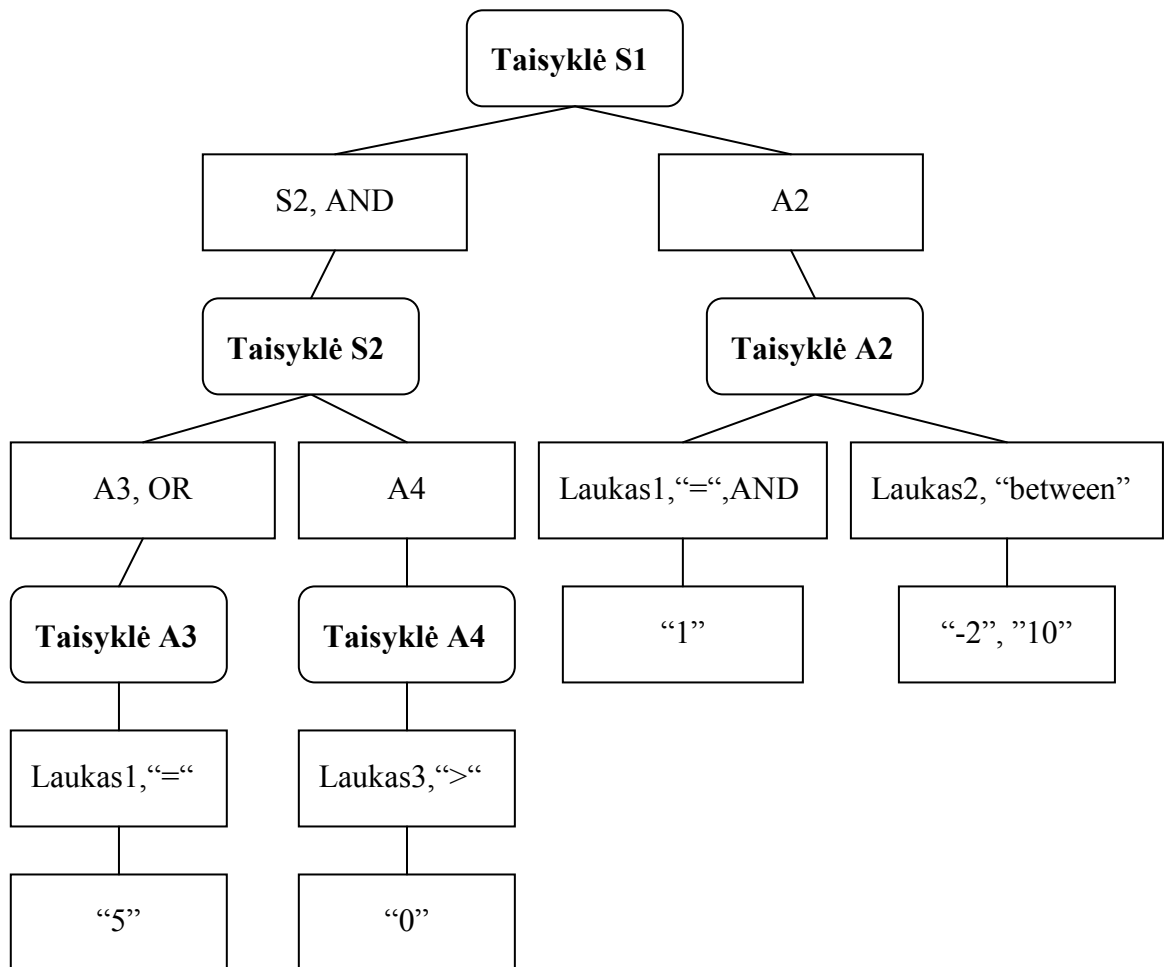 Taisyklė S1
S2, AND
A2
Taisyklė S2
Taisyklė A2
A3, OR
A4
Laukas1,“=“,AND
Laukas2, “between”
Taisyklė A3
Taisyklė A4
“1”
“-2”, ”10”
Laukas1,“=“
Laukas3,“>“
“5”
“0”